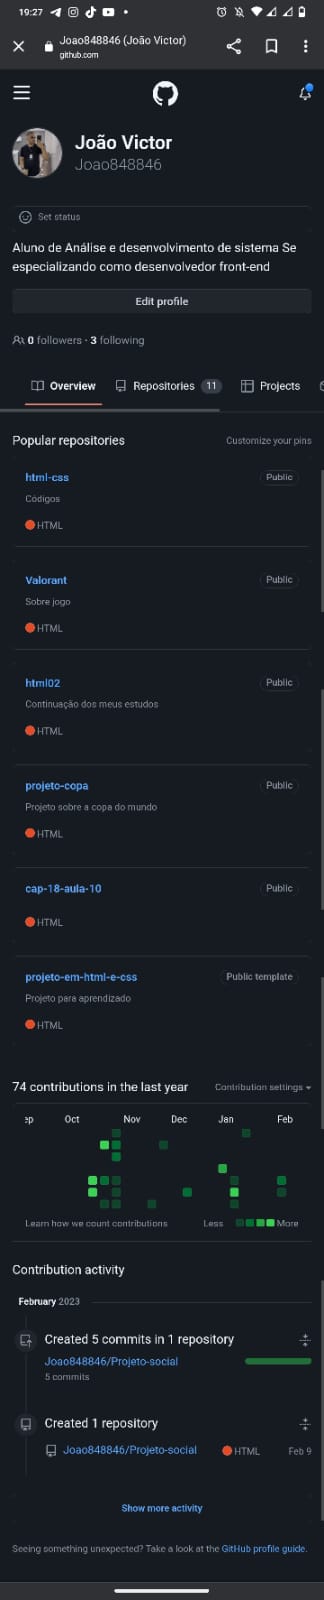 19:27
Joao848846 (João Victor)
github.com
João Victor
Joao848846
Set status
Aluno de Análise e desenvolvimento de sistema Se
especializando como desenvolvedor front-end
Edit profile
0 followers · 3 following
Overview Repositories 11 Projects
Popular repositories Customize your pins
html-css Public
Códigos
HTML
Valorant Public
Sobre jogo
HTML
html02 Public
Continuação dos meus estudos
HTML
projeto-copa Public
Projeto sobre a copa do mundo
HTML
cap-18-aula-10 Public
HTML
projeto-em-html-e-css Public template
Projeto para aprendizado
HTML
74 contributions in the last year Contribution settings
ep Oct Nov Dec Jan Feb
Learn how we count contributions Less More
Contribution activity
February 2023
Created 5 commits in 1 repository
Joao848846/Projeto-social
5 commits
Created 1 repository
Joao848846/Projeto-social HTML Feb 9
Show more activity
Seeing something unexpected? Take a look at the GitHub profile guide.